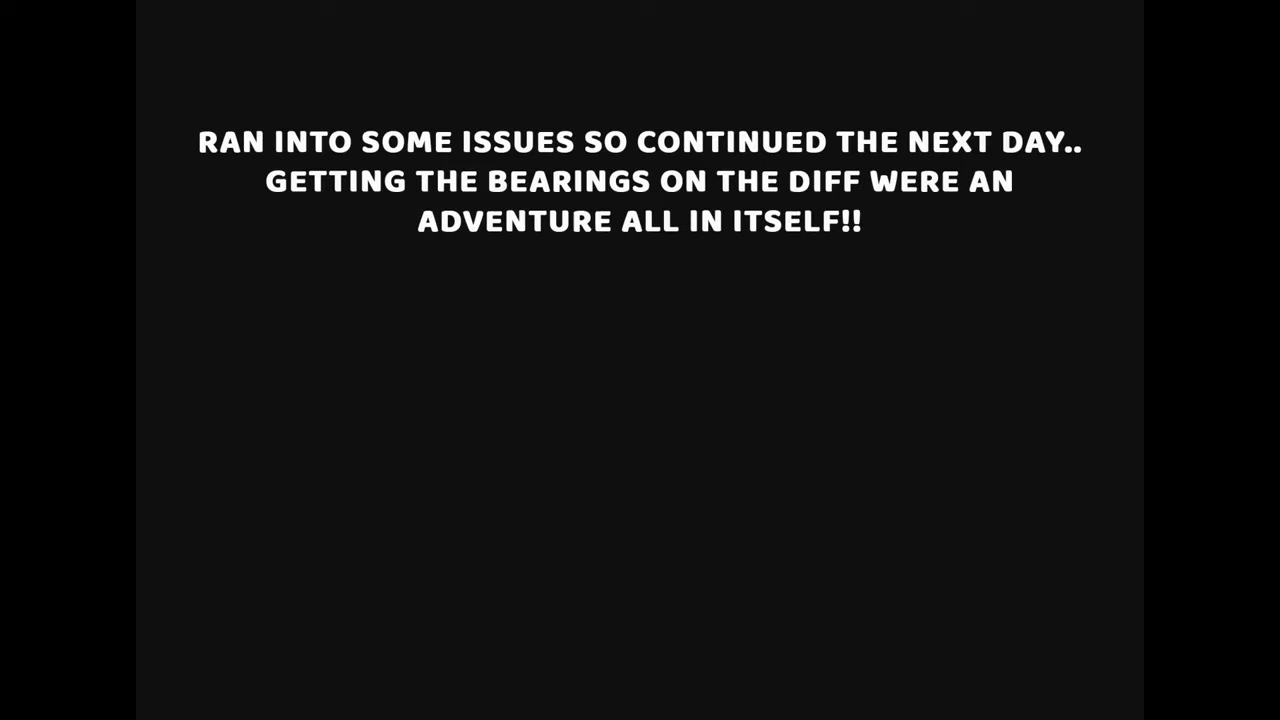 RAN INTO SOME ISSUES SO CONTINUED THE NEXT DAY..
GETTING THE BEARINGS ON THE DIFF WERE AN
ADVENTURE ALL IN ITSELF!!